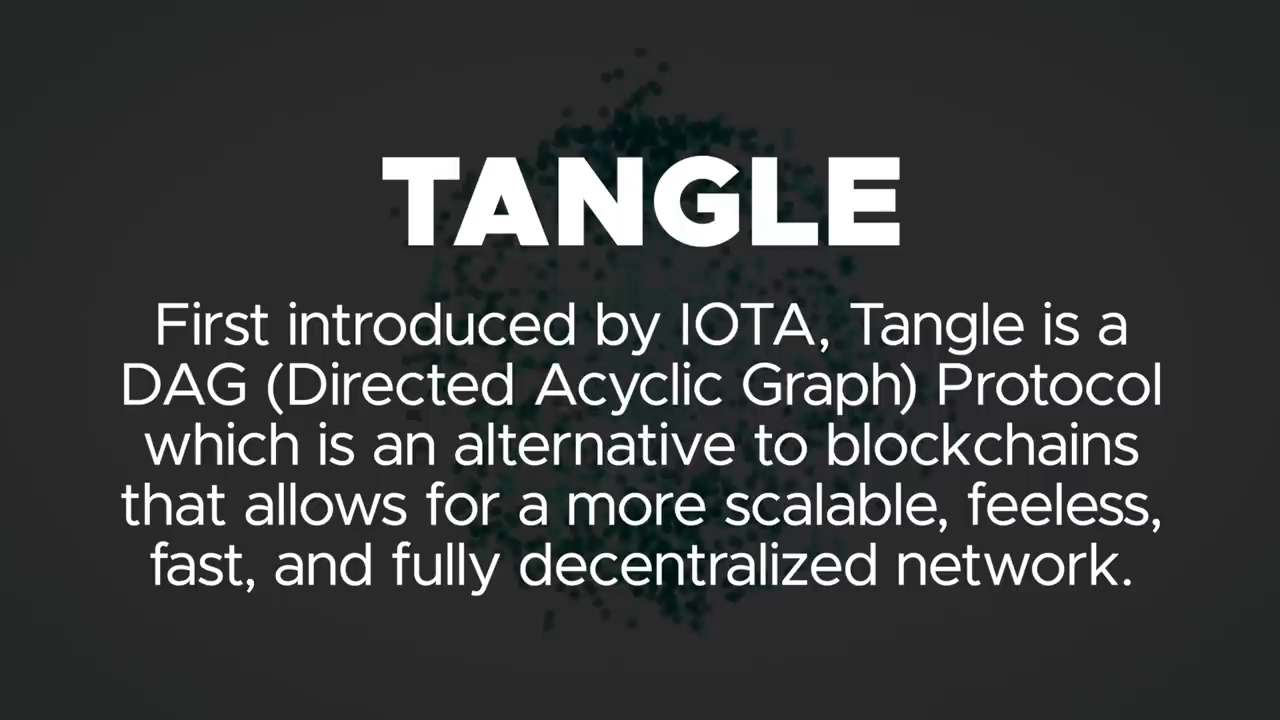 TANGLE
First introduced by IOTA, Tangle is a
DAG (Directed Acyclic Graph) Protocol
which is an alternative to blockchains
that allows for a more scalable, feeless,
fast, and fully decentralized network.